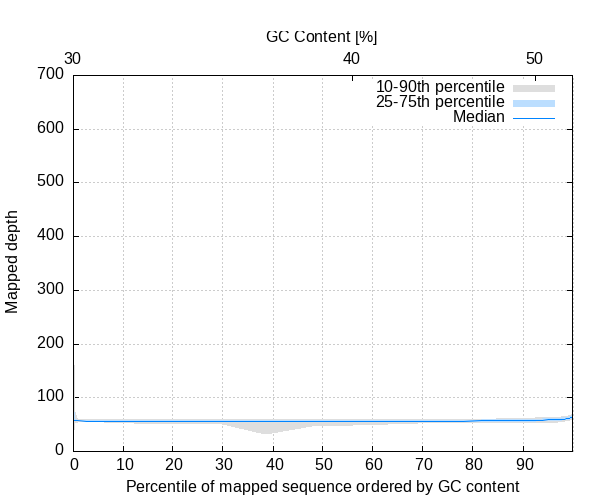 GC Content [%]
30 40 50
10-90th percentile
25-75th percentile
Median
700
600
500
400
300
200
100
0
Mapped depth
0 10 20 30 40 50 60 70 80 90
Percentile of mapped sequence ordered by GC content